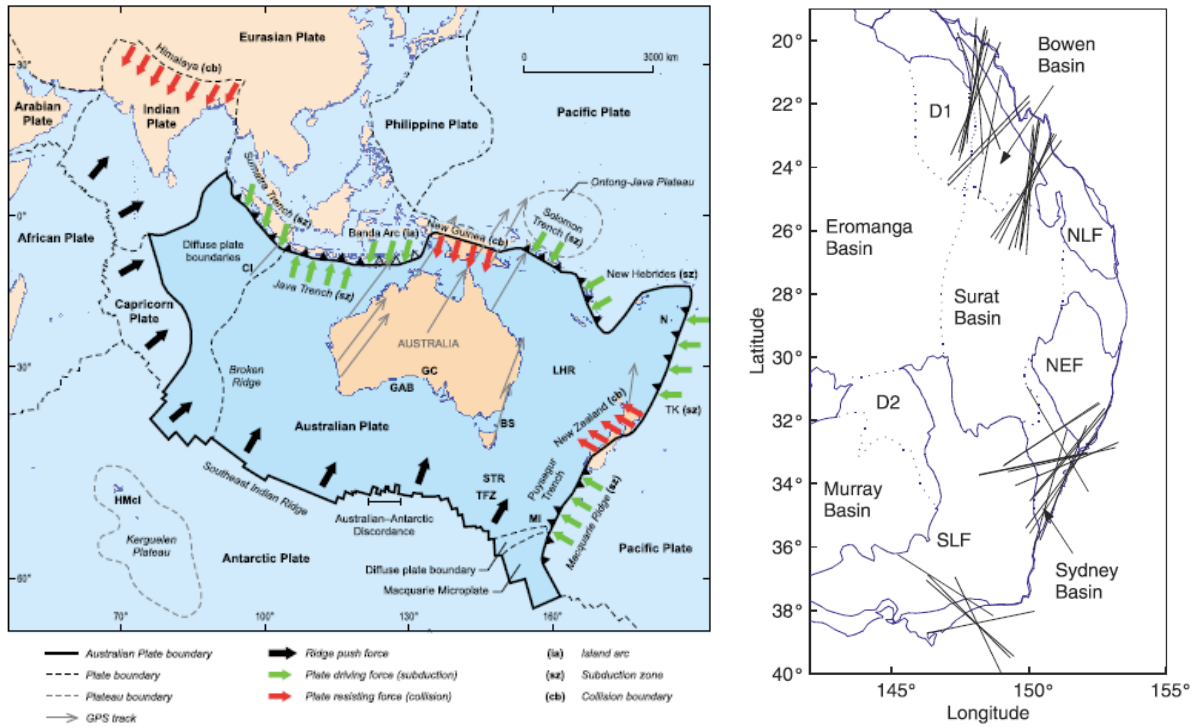 Eurasian Plate
0
3000 km
Himalaya (cb)
30°
Arabian
Plate
Indian
Plate
Philippine Plate
Pacific Plate
Sumatra Trench (sz)
Ontong-Java Plateau
Solomon
Trench (sz)
0°
African Plate
Banda Arc (ia)
New Guinea (cb)
Diffuse plate
boundaries
CI
Java Trench (sz)
New Hebrides (sz)
Capricorn
Plate
N
AUSTRALIA
Broken
Ridge
GC
GAB
LHR
30°
TK (sz)
BS
New Zealand (cb)
Australian Plate
Southeast Indian Ridge
STR
TFZ
Puysegur
Trench
HMcI
MI
Macquarie Ridge (sz)
Australian–Antarctic
Discordance
Kerguelen
Plateau
Antarctic Plate
Pacific Plate
Diffuse plate boundary
Macquarie Microplate
60°
70°
100°
130°
160°
Australian Plate boundary
Plate boundary
Plateau boundary
GPS track
Ridge push force
Plate driving force (subduction)
Plate resisting force (collision)
(ia) Island arc
(sz) Subduction zone
(cb) Collision boundary
20°
22°
24°
26°
28°
30°
32°
34°
36°
38°
40°
Latitude
Bowen
Basin
D1
Eromanga
Basin
NLF
Surat
Basin
NEF
D2
Murray
Basin
SLF
Sydney
Basin
145°
150°
155°
Longitude